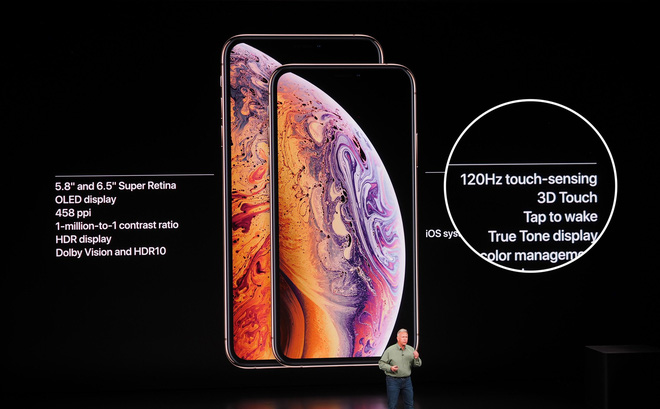 5.8" and 6.5" Super Retina
OLED display
458 ppi
1-million-to-1 contrast ratio
HDR display
Dolby Vision and HDR10
120Hz touch-sensing
3D Touch
Tap to wake
True Tone display
iOS
color